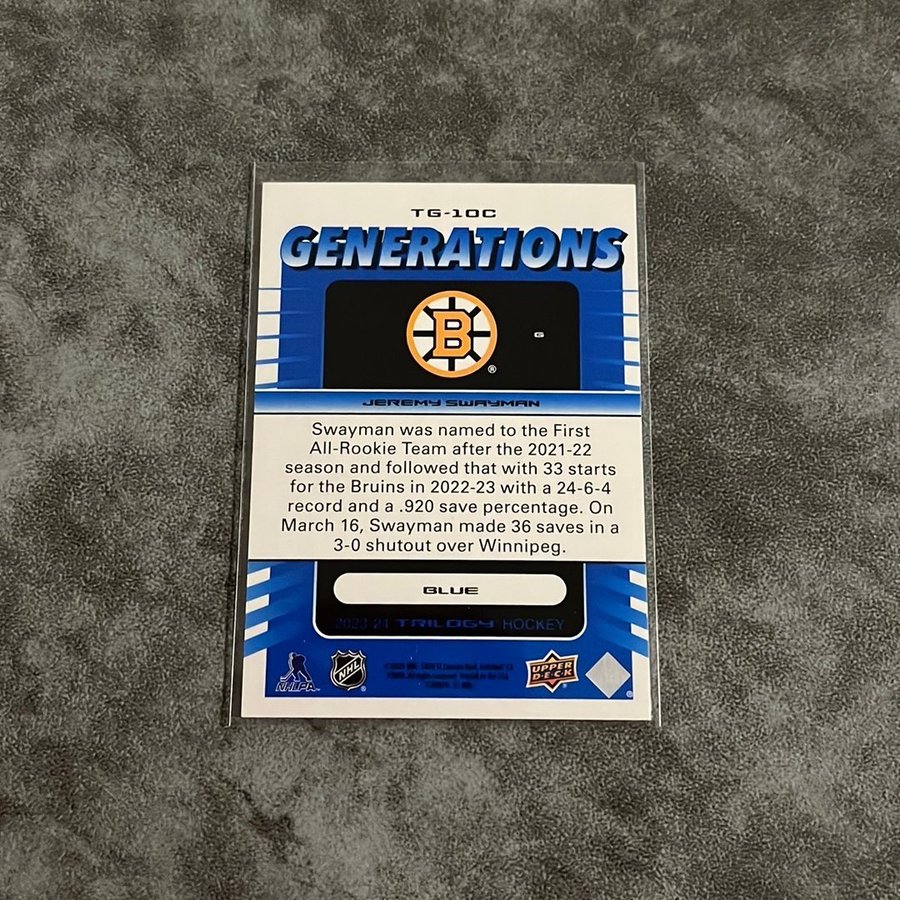 TG-10C
GENERATIONS
B
®
G
JEREMY SWAYMAN
Swayman was named to the First
All-Rookie Team after the 2021-22
season and followed that with 33 starts
for the Bruins in 2022-23 with a 24-6-4
record and a .920 save percentage. On
March 16, Swayman made 36 saves in a
3-0 shutout over Winnipeg.
BLUE
2023-24 TRILOGY HOCKEY
NHLPA
NHL
®
UPPER
DECK
®
®